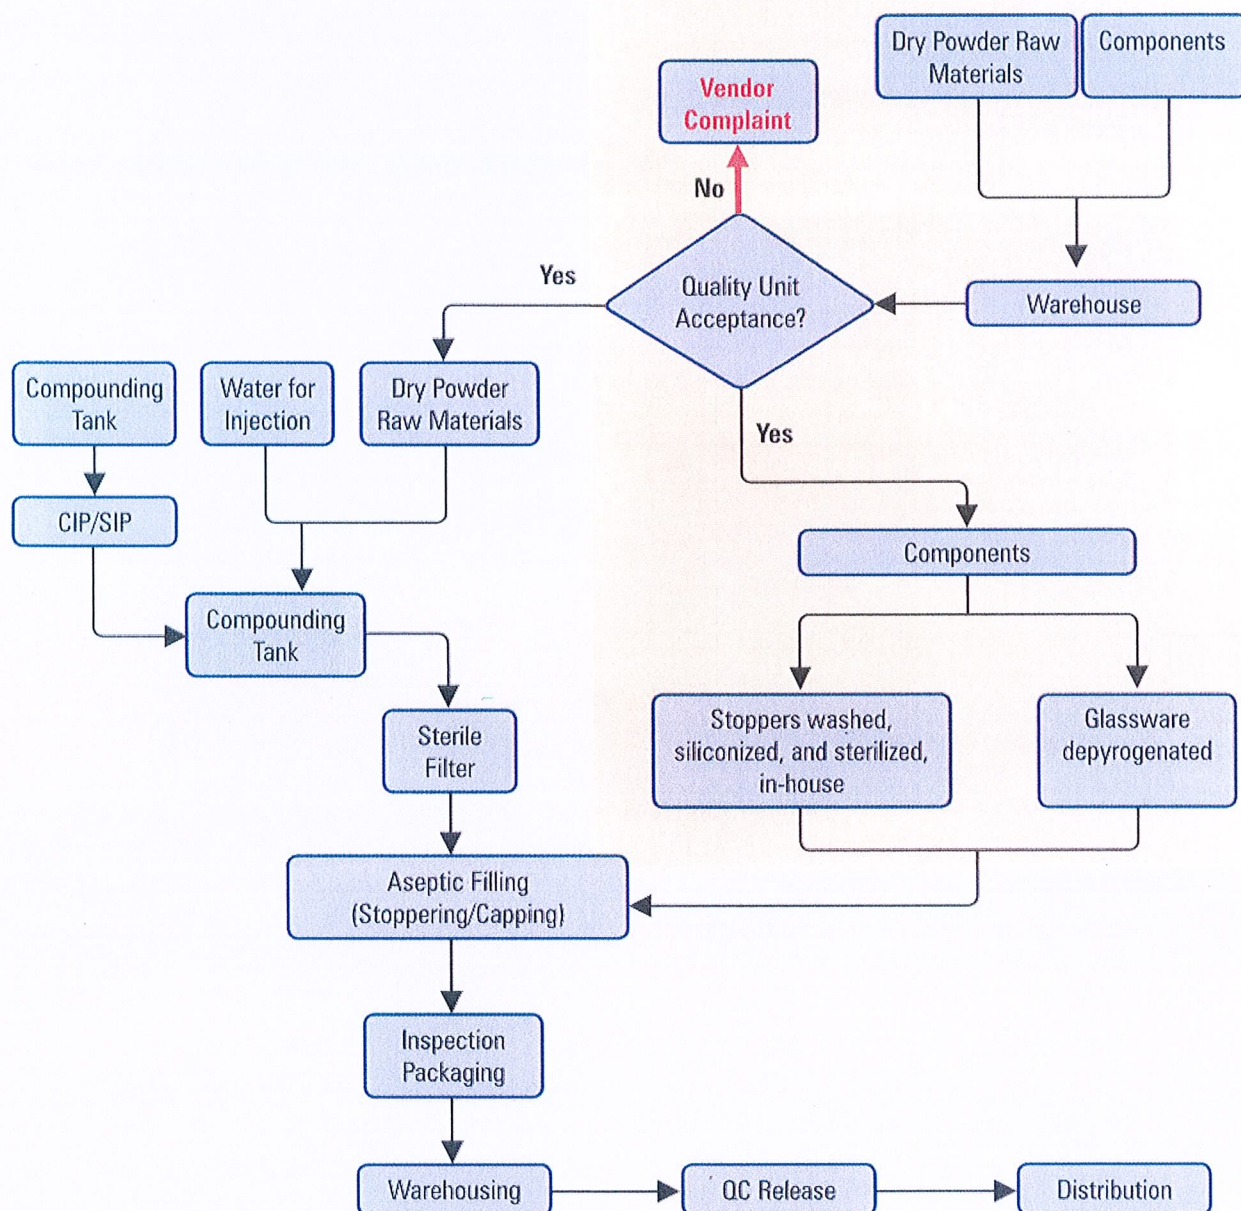 Dry Powder Raw
Materials
Components
Vendor
Complaint
No
Quality Unit
Acceptance?
Warehouse
Yes
Yes
Compounding
Tank
Water for
Injection
Dry Powder
Raw Materials
CIP/SIP
Components
Compounding
Tank
Stoppers washed,
siliconized, and sterilized,
in-house
Glassware
depyrogenated
Sterile
Filter
Aseptic Filling
(Stoppering/Capping)
Inspection
Packaging
Warehousing
QC Release
Distribution